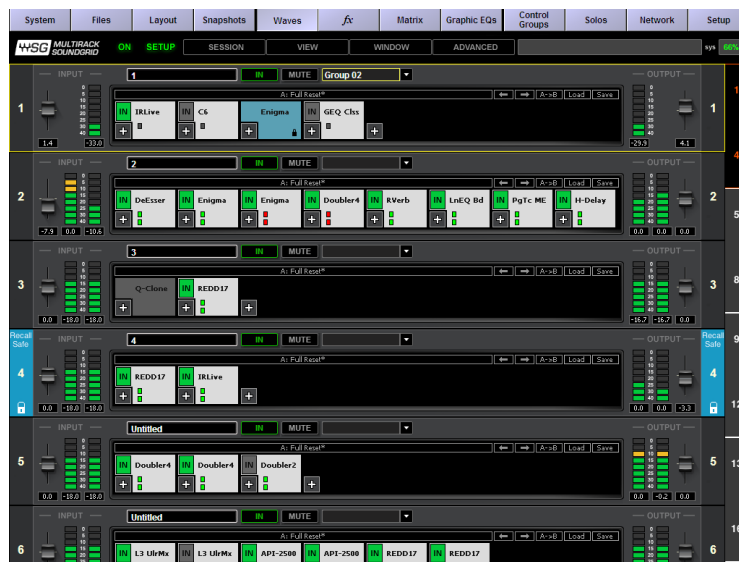 System Files Layout Snapshots Waves fx Matrix Graphic EQs Control Groups Solos Network Setup
WSG MULTIRACK SOUNDGRID ON SETUP SESSION VIEW WINDOW ADVANCED sys 66%
INPUT 1 IN MUTE Group 02 OUTPUT
A: Full Reset* A->B Load Save
1 IN IRLive IN C6 Enigma IN GEQ Clss 1
1.4 -33.0 -29.9 4.1
INPUT 2 IN MUTE OUTPUT
A: Full Reset* A->B Load Save
2 IN DeEsser IN Enigma IN Enigma IN Doubler4 IN RVerb IN LnEQ Bd IN PgTc ME IN H-Delay 2
-7.9 0.0 -10.6 0.0 0.0 0.0
INPUT 3 IN MUTE OUTPUT
A: Full Reset* A->B Load Save
3 Q-Clone IN REDD17 3
0.0 -18.0 -18.0 -16.7 -16.7 0.0
Recall Safe INPUT 4 IN MUTE OUTPUT Recall Safe
A: Full Reset* A->B Load Save
4 IN REDD17 IN IRLive 4
0.0 -18.0 -18.0 0.0 0.0 -3.3
INPUT Untitled IN MUTE OUTPUT
A: Full Reset* A->B Load Save
5 IN Doubler4 IN Doubler4 IN Doubler2 5
0.0 -18.0 -18.0 0.0 -0.2 0.0
INPUT Untitled IN MUTE OUTPUT
A: Full Reset* A->B Load Save
6 IN L3 UlrMx IN L3 UlrMx IN API-2500 IN API-2500 IN REDD17 IN REDD17 6